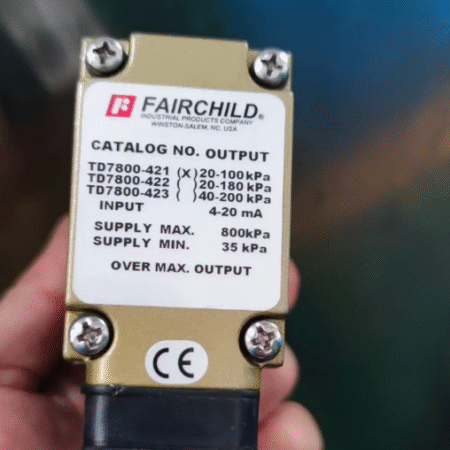 FAIRCHILD®
INDUSTRIAL PRODUCTS COMPANY
WINSTON-SALEM, NC, USA
CATALOG NO. OUTPUT
TD7800-421 (X) 20-100 kPa
TD7800-422 ( ) 20-180 kPa
TD7800-423 ( ) 40-200 kPa
INPUT 4-20 mA
SUPPLY MAX. 800kPa
SUPPLY MIN. 35 kPa
OVER MAX. OUTPUT
CE